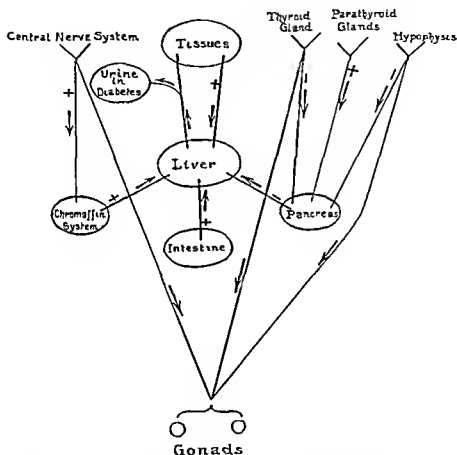 Thyroid
Gland
Parathyroid
Glands
Central Nerve System
Tissues
Hypophysis
Urine
in
Diabetes
+
+
+
-
-
Liver
+
-
Chromaffin
System
Pancreas
+
Intestine
Gonads